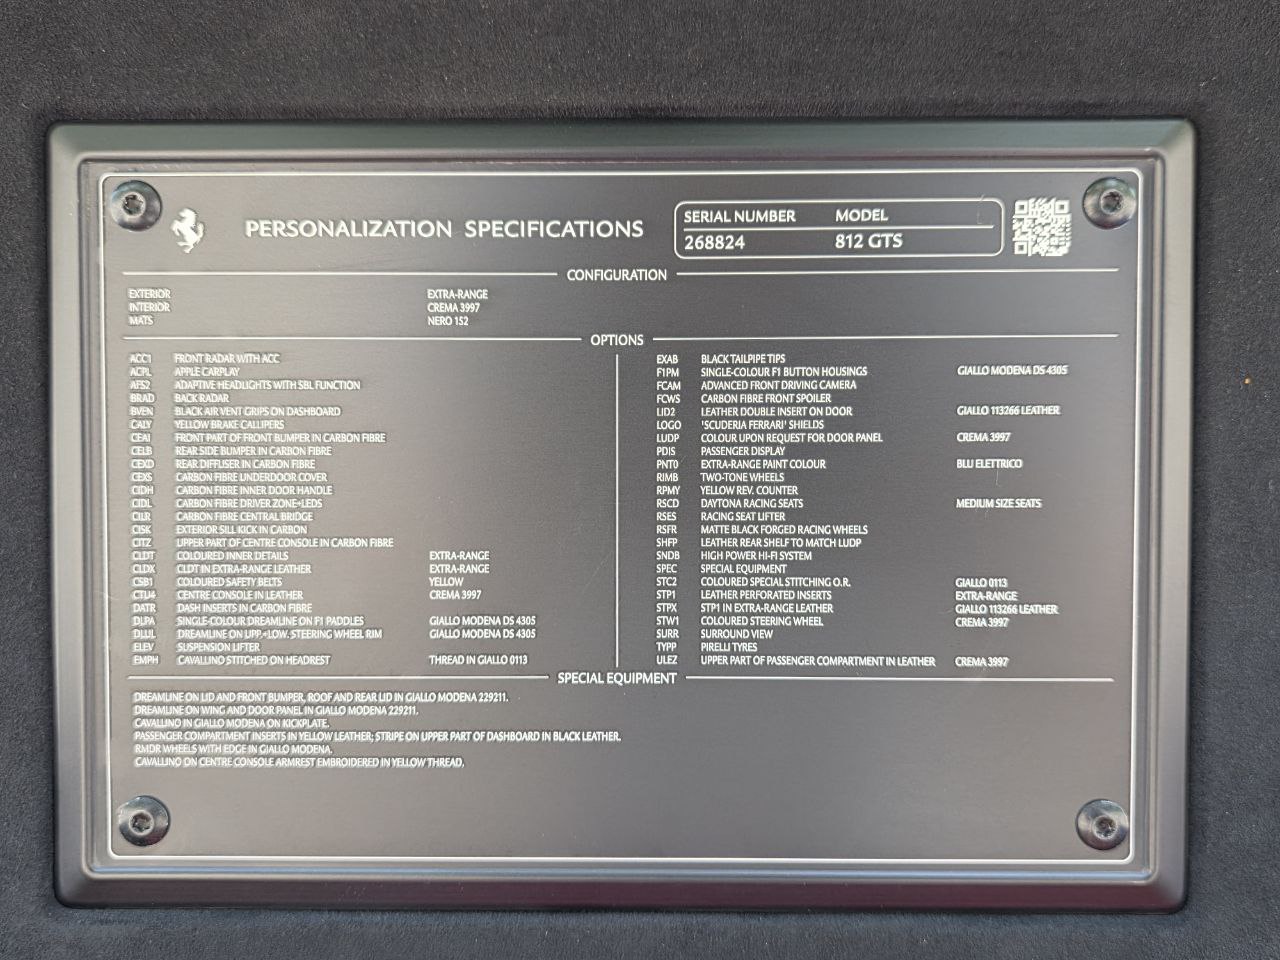 PERSONALIZATION SPECIFICATIONS
SERIAL NUMBER MODEL
268824 812 GTS
CONFIGURATION
EXTERIOR EXTRA-RANGE
INTERIOR CREMA 3997
MATS NERO 152
OPTIONS
ACC1 FRONT RADAR WITH ACC
ACPL APPLE CARPLAY
AFS2 ADAPTIVE HEADLIGHTS WITH SBL FUNCTION
BRAD BACK RADAR
BVEN BLACK AIR VENT GRIPS ON DASHBOARD
CALY YELLOW BRAKE CALLIPERS
CEAI FRONT PART OF FRONT BUMPER IN CARBON FIBRE
CELB REAR SIDE BUMPER IN CARBON FIBRE
CEXD REAR DIFFUSER IN CARBON FIBRE
CEXS CARBON FIBRE UNDERDOOR COVER
CIDH CARBON FIBRE INNER DOOR HANDLE
CIDL CARBON FIBRE DRIVER ZONE+LEDS
CILR CARBON FIBRE CENTRAL BRIDGE
CISK EXTERIOR SILL KICK IN CARBON
CITZ UPPER PART OF CENTRE CONSOLE IN CARBON FIBRE
CLDT COLOURED INNER DETAILS EXTRA-RANGE
CLDX CLDT IN EXTRA-RANGE LEATHER EXTRA-RANGE
CSB1 COLOURED SAFETY BELTS YELLOW
CTU4 CENTRE CONSOLE IN LEATHER CREMA 3997
DATR DASH INSERTS IN CARBON FIBRE
DLPA SINGLE-COLOUR DREAMLINE ON F1 PADDLES GIALLO MODENA DS 4305
DLUL DREAMLINE ON UPP.+LOW. STEERING WHEEL RIM GIALLO MODENA DS 4305
ELEV SUSPENSION LIFTER
EMPH CAVALLINO STITCHED ON HEADREST THREAD IN GIALLO 0113
EXAB BLACK TAILPIPE TIPS
F1PM SINGLE-COLOUR F1 BUTTON HOUSINGS GIALLO MODENA DS 4305
FCAM ADVANCED FRONT DRIVING CAMERA
FCWS CARBON FIBRE FRONT SPOILER
LID2 LEATHER DOUBLE INSERT ON DOOR GIALLO 113266 LEATHER
LOGO 'SCUDERIA FERRARI' SHIELDS
LUDP COLOUR UPON REQUEST FOR DOOR PANEL CREMA 3997
PDIS PASSENGER DISPLAY
PNT0 EXTRA-RANGE PAINT COLOUR BLU ELETTRICO
RIMB TWO-TONE WHEELS
RPMY YELLOW REV. COUNTER
RSCD DAYTONA RACING SEATS MEDIUM SIZE SEATS
RSES RACING SEAT LIFTER
RSFR MATTE BLACK FORGED RACING WHEELS
SHFP LEATHER REAR SHELF TO MATCH LUDP
SNDB HIGH POWER HI-FI SYSTEM
SPEC SPECIAL EQUIPMENT
STC2 COLOURED SPECIAL STITCHING O.R. GIALLO 0113
STP1 LEATHER PERFORATED INSERTS EXTRA-RANGE
STPX STP1 IN EXTRA-RANGE LEATHER GIALLO 113266 LEATHER
STW1 COLOURED STEERING WHEEL CREMA 3997
SURR SURROUND VIEW
TYPP PIRELLI TYRES
ULEZ UPPER PART OF PASSENGER COMPARTMENT IN LEATHER CREMA 3997
SPECIAL EQUIPMENT
DREAMLINE ON LID AND FRONT BUMPER, ROOF AND REAR LID IN GIALLO MODENA 229211.
DREAMLINE ON WING AND DOOR PANEL IN GIALLO MODENA 229211.
CAVALLINO IN GIALLO MODENA ON KICKPLATE.
PASSENGER COMPARTMENT INSERTS IN YELLOW LEATHER; STRIPE ON UPPER PART OF DASHBOARD IN BLACK LEATHER.
RMDR WHEELS WITH EDGE IN GIALLO MODENA.
CAVALLINO ON CENTRE CONSOLE ARMREST EMBROIDERED IN YELLOW THREAD.